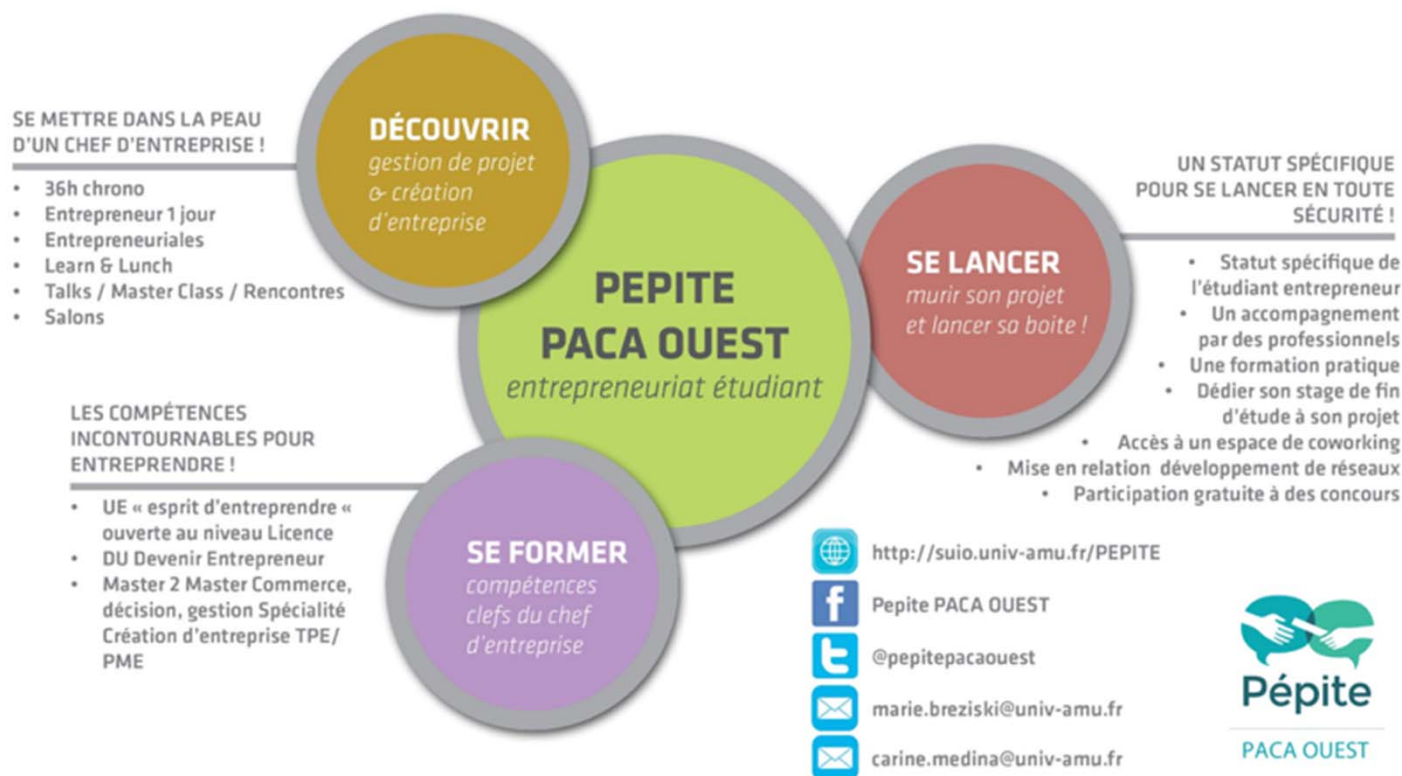 SE METTRE DANS LA PEAU
D'UN CHEF D'ENTREPRISE !
• 36h chrono
• Entrepreneur 1 jour
• Entrepreneuriales
• Learn & Lunch
• Talks / Master Class / Rencontres
• Salons
DÉCOUVRIR
gestion de projet
& création
d'entreprise
PEPITE
PACA OUEST
entrepreneuriat étudiant
SE LANCER
murir son projet
et lancer sa boite !
UN STATUT SPÉCIFIQUE
POUR SE LANCER EN TOUTE
SÉCURITÉ !
• Statut spécifique de
l'étudiant entrepreneur
• Un accompagnement
par des professionnels
• Une formation pratique
• Dédier son stage de fin
d'étude à son projet
• Accès à un espace de coworking
• Mise en relation développement de réseaux
• Participation gratuite à des concours
LES COMPÉTENCES
INCONTOURNABLES POUR
ENTREPRENDRE !
• UE « esprit d'entreprendre «
ouverte au niveau Licence
• DU Devenir Entrepreneur
• Master 2 Master Commerce,
décision, gestion Spécialité
Création d'entreprise TPE/
PME
SE FORMER
compétences
clefs du chef
d'entreprise
http://suio.univ-amu.fr/PEPITE
f Pepite PACA OUEST
t @pepitepacaouest
marie.breziski@univ-amu.fr
carine.medina@univ-amu.fr
Pépite
PACA OUEST